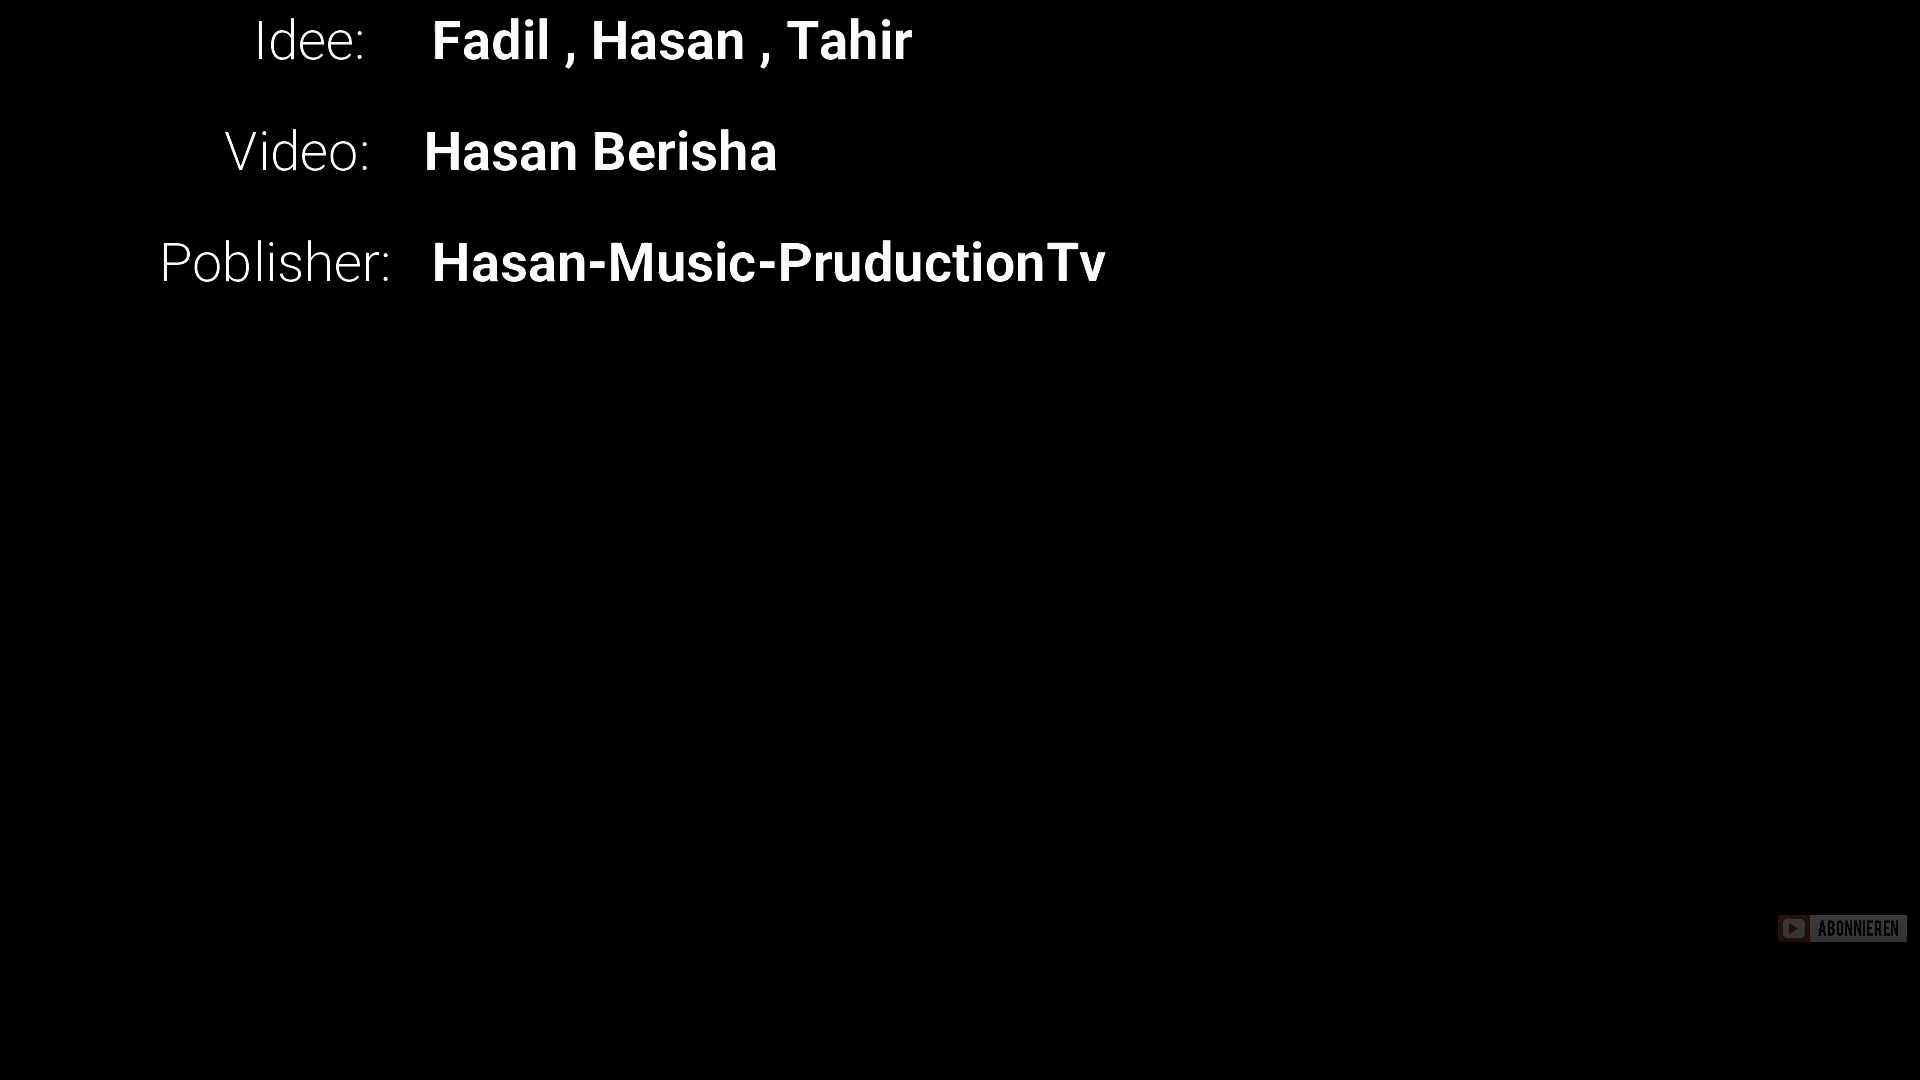 Idee: Fadil , Hasan , Tahir
Video: Hasan Berisha
Poblisher: Hasan-Music-PruductionTv
ABONNIEREN